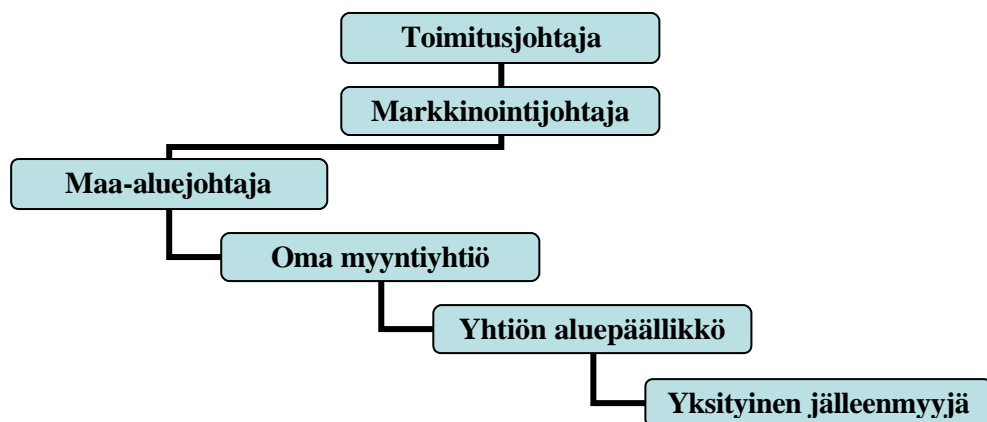 Toimitusjohtaja
Markkinointijohtaja
Maa-aluejohtaja
Oma myyntiyhtiö
Yhtiön aluepäällikkö
Yksityinen jälleenmyyjä